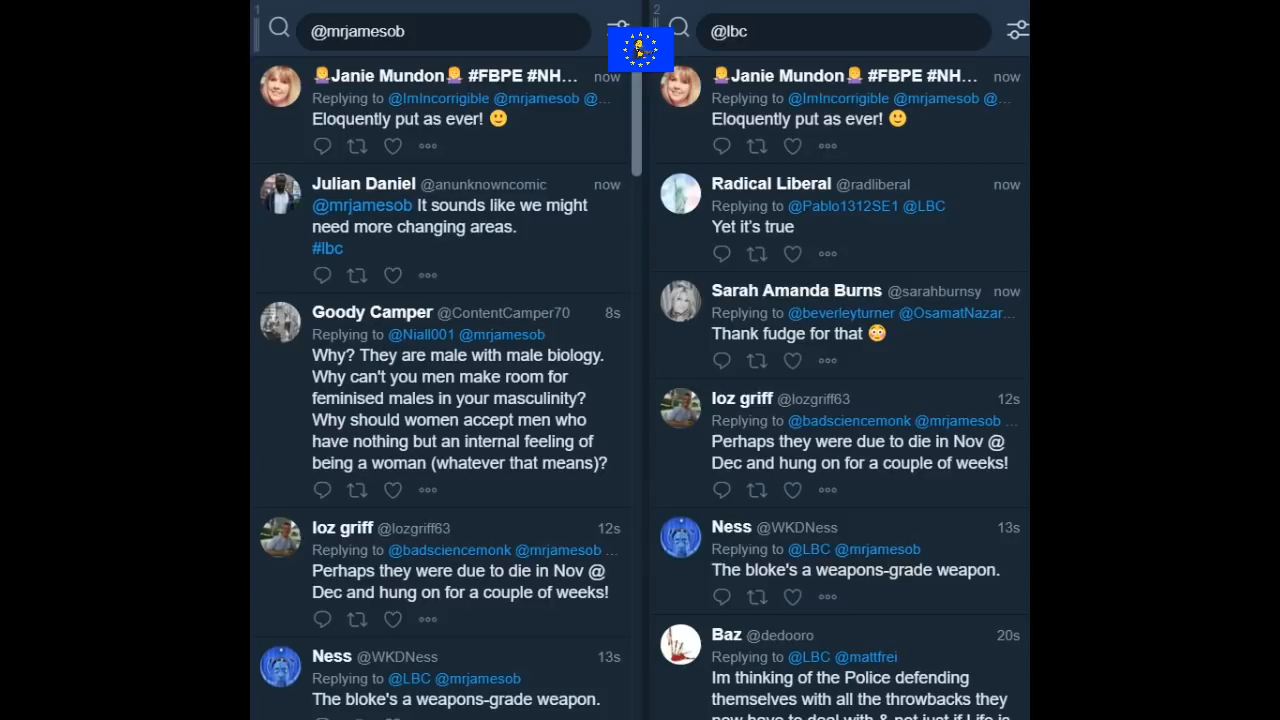 1
@mrjamesob
Janie Mundon #FBPE #NH... now
Replying to @ImIncorrigible @mrjamesob @...
Eloquently put as ever! 🙂
Julian Daniel @anunknowncomic now
@mrjamesob It sounds like we might
need more changing areas.
#lbc
Goody Camper @ContentCamper70 8s
Replying to @Niall001 @mrjamesob
Why? They are male with male biology.
Why can't you men make room for
feminised males in your masculinity?
Why should women accept men who
have nothing but an internal feeling of
being a woman (whatever that means)?
loz griff @lozgriff63 12s
Replying to @badsciencemonk @mrjamesob ...
Perhaps they were due to die in Nov @
Dec and hung on for a couple of weeks!
Ness @WKDNess 13s
Replying to @LBC @mrjamesob
The bloke's a weapons-grade weapon.
2
@lbc
Janie Mundon #FBPE #NH... now
Replying to @ImIncorrigible @mrjamesob @...
Eloquently put as ever! 🙂
Radical Liberal @radliberal now
Replying to @Pablo1312SE1 @LBC
Yet it's true
Sarah Amanda Burns @sarahburnsy now
Replying to @beverleyturner @OsamatNazar...
Thank fudge for that 😳
loz griff @lozgriff63 12s
Replying to @badsciencemonk @mrjamesob ...
Perhaps they were due to die in Nov @
Dec and hung on for a couple of weeks!
Ness @WKDNess 13s
Replying to @LBC @mrjamesob
The bloke's a weapons-grade weapon.
Baz @dedooro 20s
Replying to @LBC @mattfrei
Im thinking of the Police defending
themselves with all the throwbacks they
now have to deal with & not just if Life is